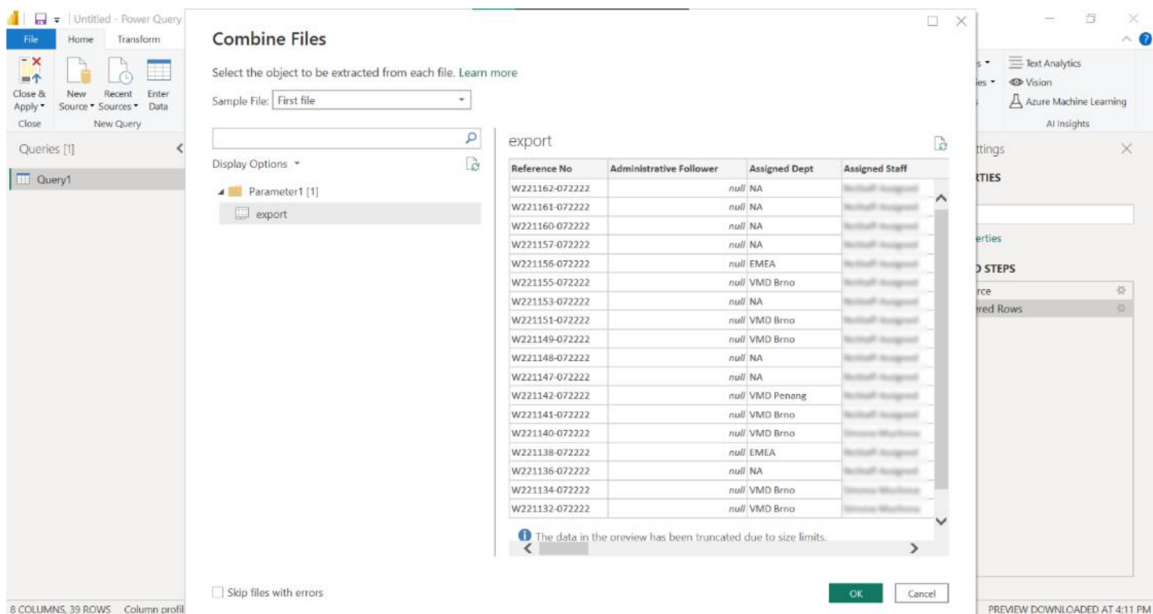 Untitled - Power Query
File Home Transform
Close & Apply
New Source
Recent Sources
Enter Data
Close
New Query
Text Analytics
Vision
Azure Machine Learning
AI Insights
Queries [1]
Query1
Combine Files
Select the object to be extracted from each file. Learn more
Sample File: First file
Display Options
Parameter1 [1]
export
export
Reference No Administrative Follower Assigned Dept Assigned Staff
W221162-072222 null NA
W221161-072222 null NA
W221160-072222 null NA
W221157-072222 null NA
W221156-072222 null EMEA
W221155-072222 null VMD Brno
W221153-072222 null NA
W221151-072222 null VMD Brno
W221149-072222 null VMD Brno
W221148-072222 null NA
W221147-072222 null NA
W221142-072222 null VMD Penang
W221141-072222 null VMD Brno
W221140-072222 null VMD Brno
W221138-072222 null EMEA
W221136-072222 null NA
W221134-072222 null VMD Brno
W221132-072222 null VMD Brno
The data in the preview has been truncated due to size limits.
Skip files with errors
OK Cancel
ttings
RTIES
erties
STEPS
rce
ered Rows
8 COLUMNS, 39 ROWS Column profil
PREVIEW DOWNLOADED AT 4:11 PM